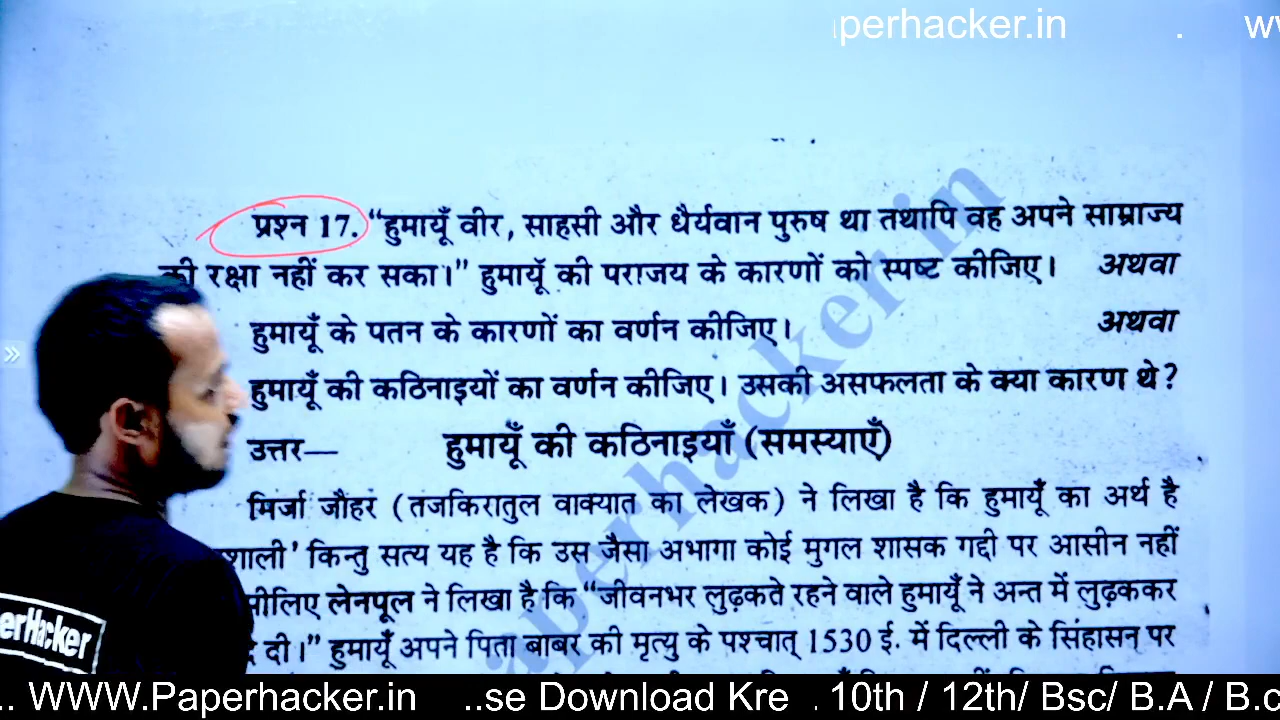 perhacker.in . w
प्रश्न 17. “हुमायूँ वीर, साहसी और धैर्यवान पुरुष था तथापि वह अपने साम्राज्य
की रक्षा नहीं कर सका।” हुमायूँ की पराजय के कारणों को स्पष्ट कीजिए। अथवा
हुमायूँ के पतन के कारणों का वर्णन कीजिए। अथवा
हुमायूँ की कठिनाइयों का वर्णन कीजिए। उसकी असफलता के क्या कारण थे?
उत्तर— हुमायूँ की कठिनाइयाँ (समस्याएँ)
मिर्जा जौहर (तजकिरातुल वाक्यात का लेखक) ने लिखा है कि हुमायूँ का अर्थ है
शाली' किन्तु सत्य यह है कि उस जैसा अभागा कोई मुगल शासक गद्दी पर आसीन नहीं
लेनपूल ने लिखा है कि “जीवनभर लुढ़कते रहने वाले हुमायूँ ने अन्त में लुढ़ककर
दी।” हुमायूँ अपने पिता बाबर की मृत्यु के पश्चात् 1530 ई. में दिल्ली के सिंहासन पर
paperhacker in
erHacker
.. WWW.Paperhacker.in ..se Download Kre . 10th / 12th/ Bsc/ B.A / B.c